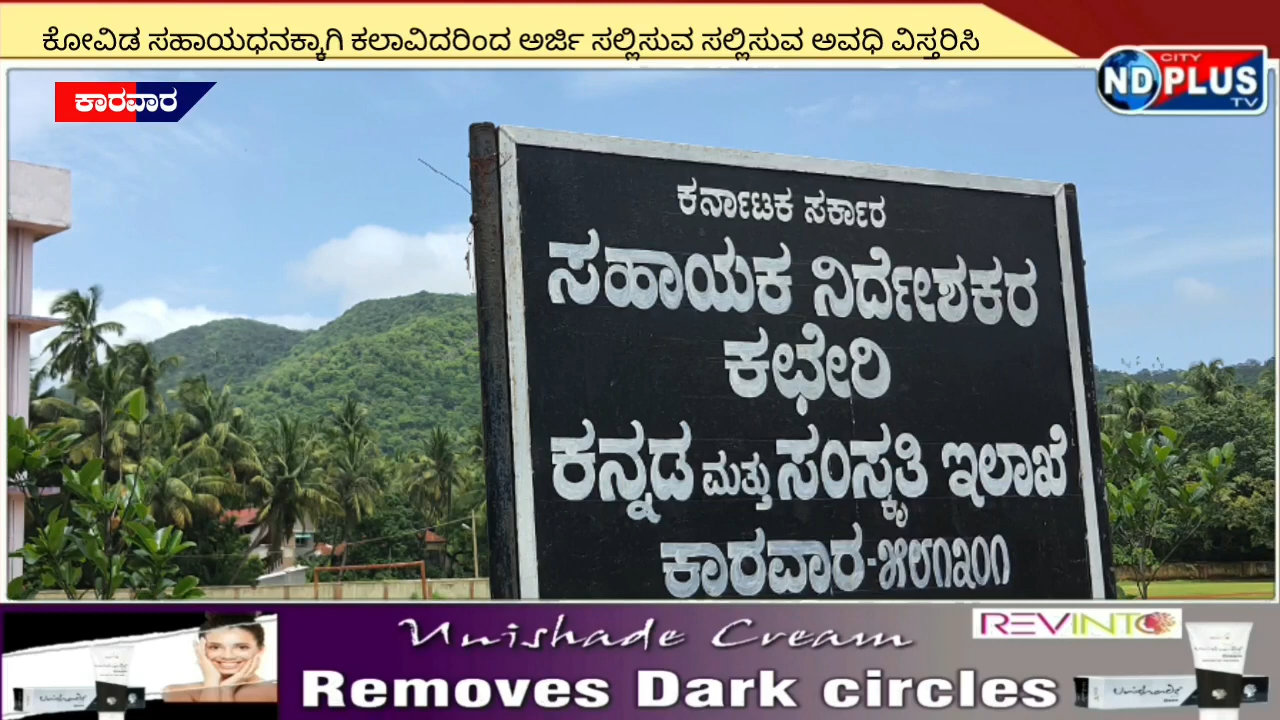 ಕೋವಿಡ ಸಹಾಯಧನಕ್ಕಾಗಿ ಕಲಾವಿದರಿಂದ ಅರ್ಜಿ ಸಲ್ಲಿಸುವ ಸಲ್ಲಿಸುವ ಅವಧಿ ವಿಸ್ತರಿಸಿ
CITY
ND PLUS
TV
ಕಾರವಾರ
ಕರ್ನಾಟಕ ಸರ್ಕಾರ
ಸಹಾಯಕ ನಿರ್ದೇಶಕರ
ಕಛೇರಿ
ಕನ್ನಡ ಮತ್ತು ಸಂಸ್ಕೃತಿ ಇಲಾಖೆ
ಕಾರವಾರ-೫೮೧೩೦೧
Unishade Cream
REVINTO
Removes Dark circles